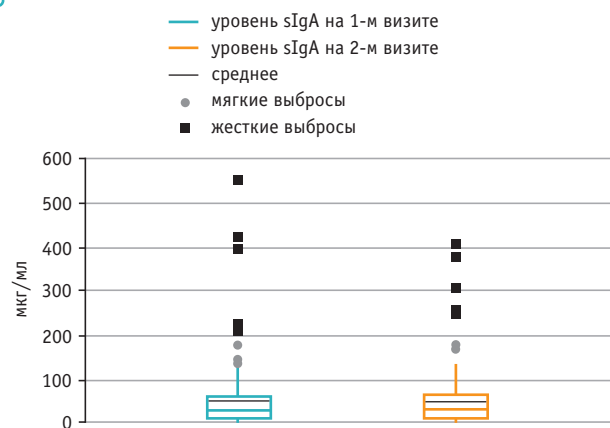 уровень sIgA на 1-м визите
уровень sIgA на 2-м визите
среднее
мягкие выбросы
жесткие выбросы
600
500
400
300
200
100
0
мкг/мл